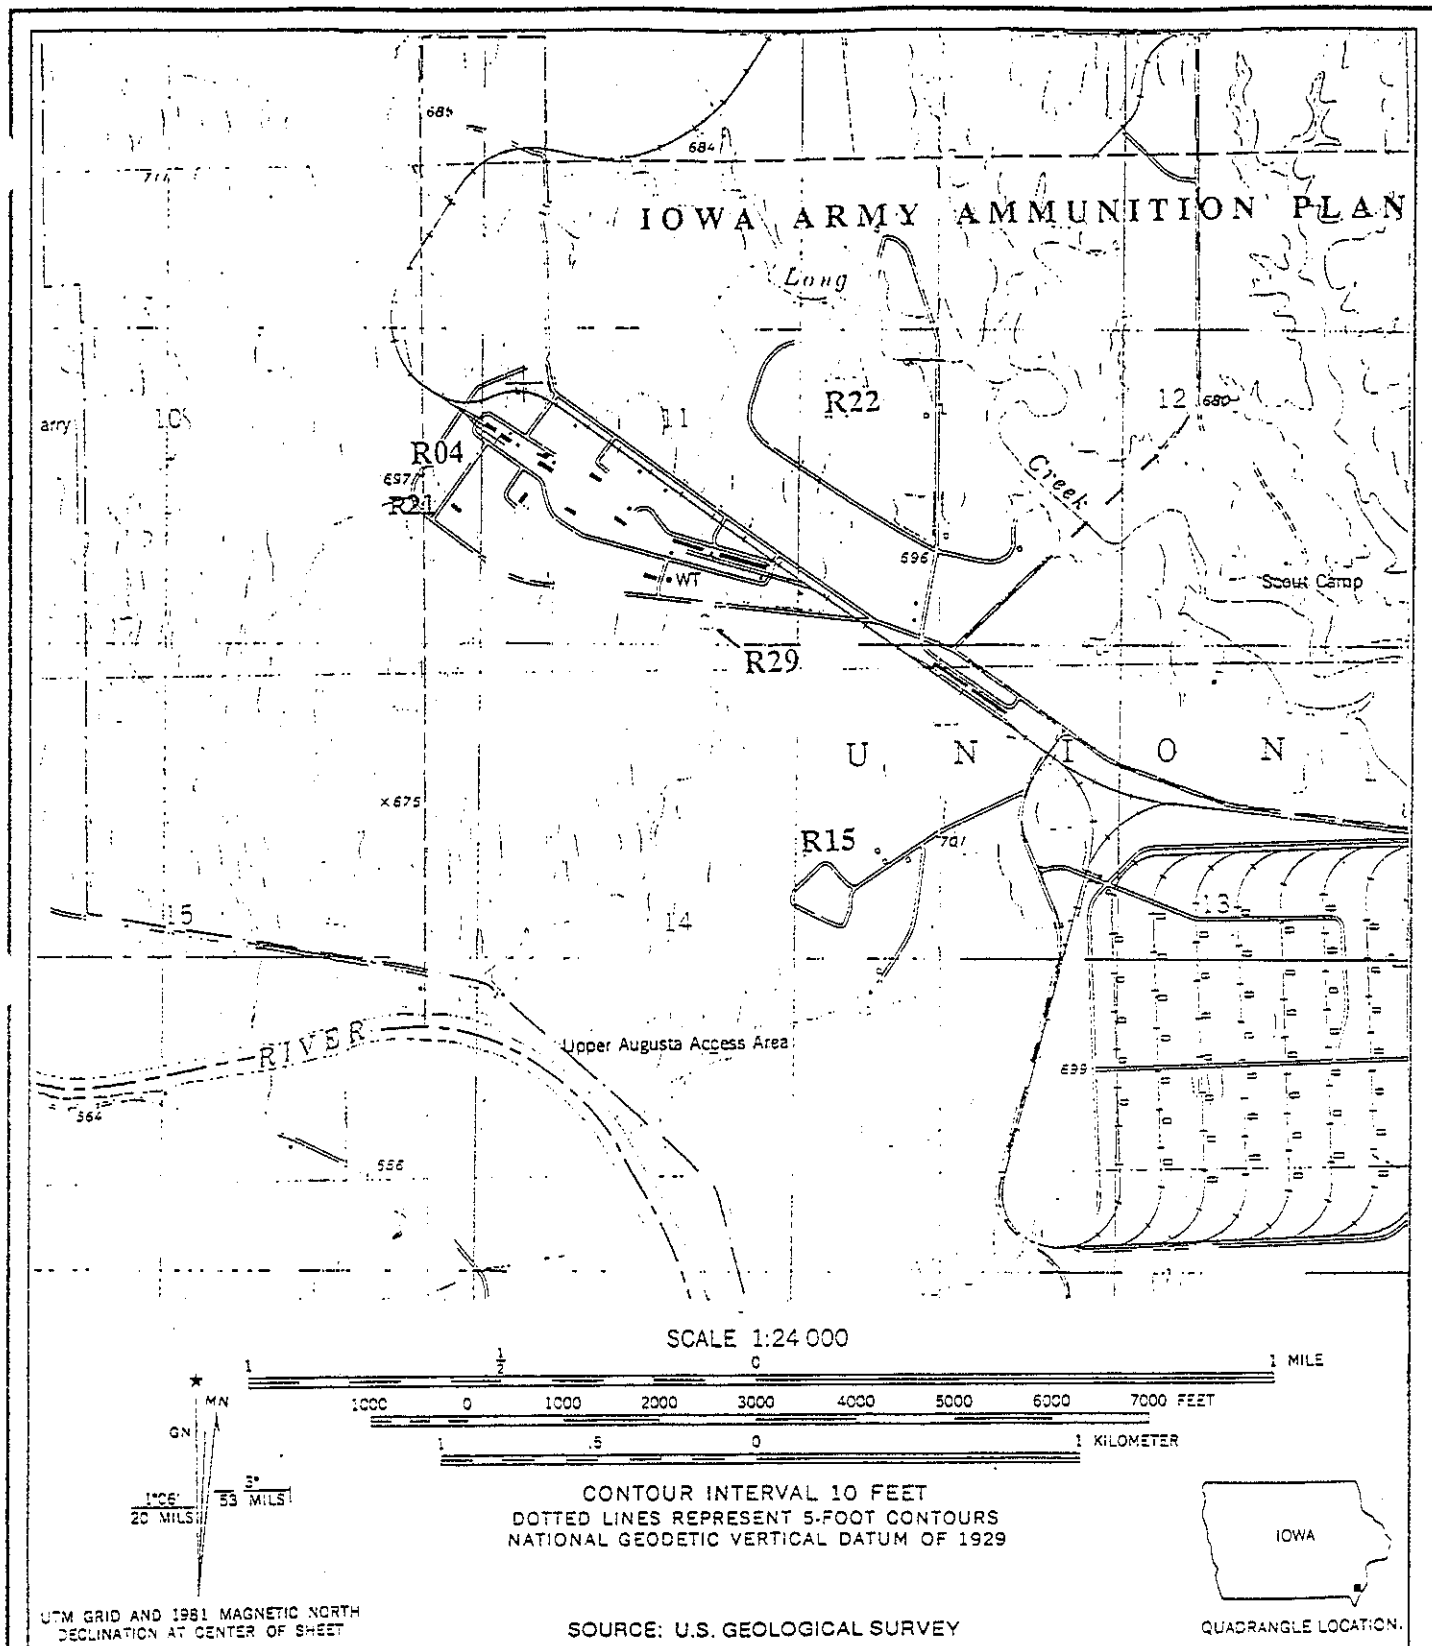 685
684
711
IOWA ARMY AMMUNITION PLAN
Long
R22
arry
10
11
1
12
680
R04
697
R21
Creek
696
WT
Scout Camp
R29
U N I O N
×675
R15
701
15
14
13
RIVER
Upper Augusta Access Area
699
564
556
SCALE 1:24 000
1 ½ 0 1 MILE
1000 0 1000 2000 3000 4000 5000 6000 7000 FEET
1 .5 0 1 KILOMETER
★
MN
GN
1°06'
20 MILS
3°
53 MILS
CONTOUR INTERVAL 10 FEET
DOTTED LINES REPRESENT 5-FOOT CONTOURS
NATIONAL GEODETIC VERTICAL DATUM OF 1929
IOWA
UTM GRID AND 1981 MAGNETIC NORTH
DECLINATION AT CENTER OF SHEET
SOURCE: U.S. GEOLOGICAL SURVEY
QUADRANGLE LOCATION.